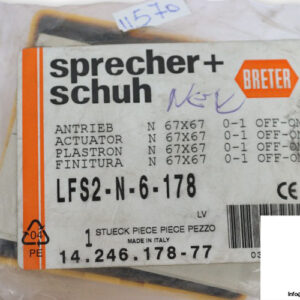 11570
sprecher+
schuh
BRETER
ANTRIEB N 67X67 0-1 OFF-ON
ACTUATOR N 67X67 0-1 OFF-ON
PLASTRON N 67X67 0-1 OFF-ON
FINITURA N 67X67 0-1 OFF-ON
LFS2-N-6-178
CE
LV
1 STUECK PIECE PIECE PEZZO
MADE IN ITALY
14.246.178-77
04
PE